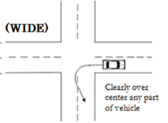 (WIDE)
Clearly over
center any part
of vehicle